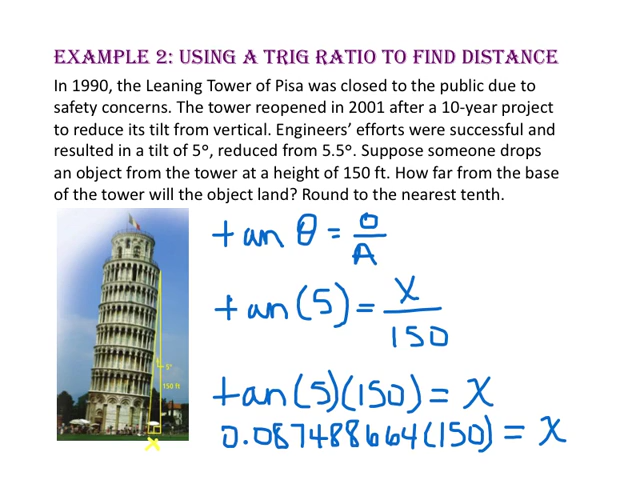 EXAMPLE 2: USING A TRIG RATIO TO FIND DISTANCE
In 1990, the Leaning Tower of Pisa was closed to the public due to
safety concerns. The tower reopened in 2001 after a 10-year project
to reduce its tilt from vertical. Engineers’ efforts were successful and
resulted in a tilt of 5°, reduced from 5.5°. Suppose someone drops
an object from the tower at a height of 150 ft. How far from the base
of the tower will the object land? Round to the nearest tenth.
tan θ = O/A
tan(5) = x/150
5°
150 ft
tan(5)(150) = x
0.087488664(150) = x
x